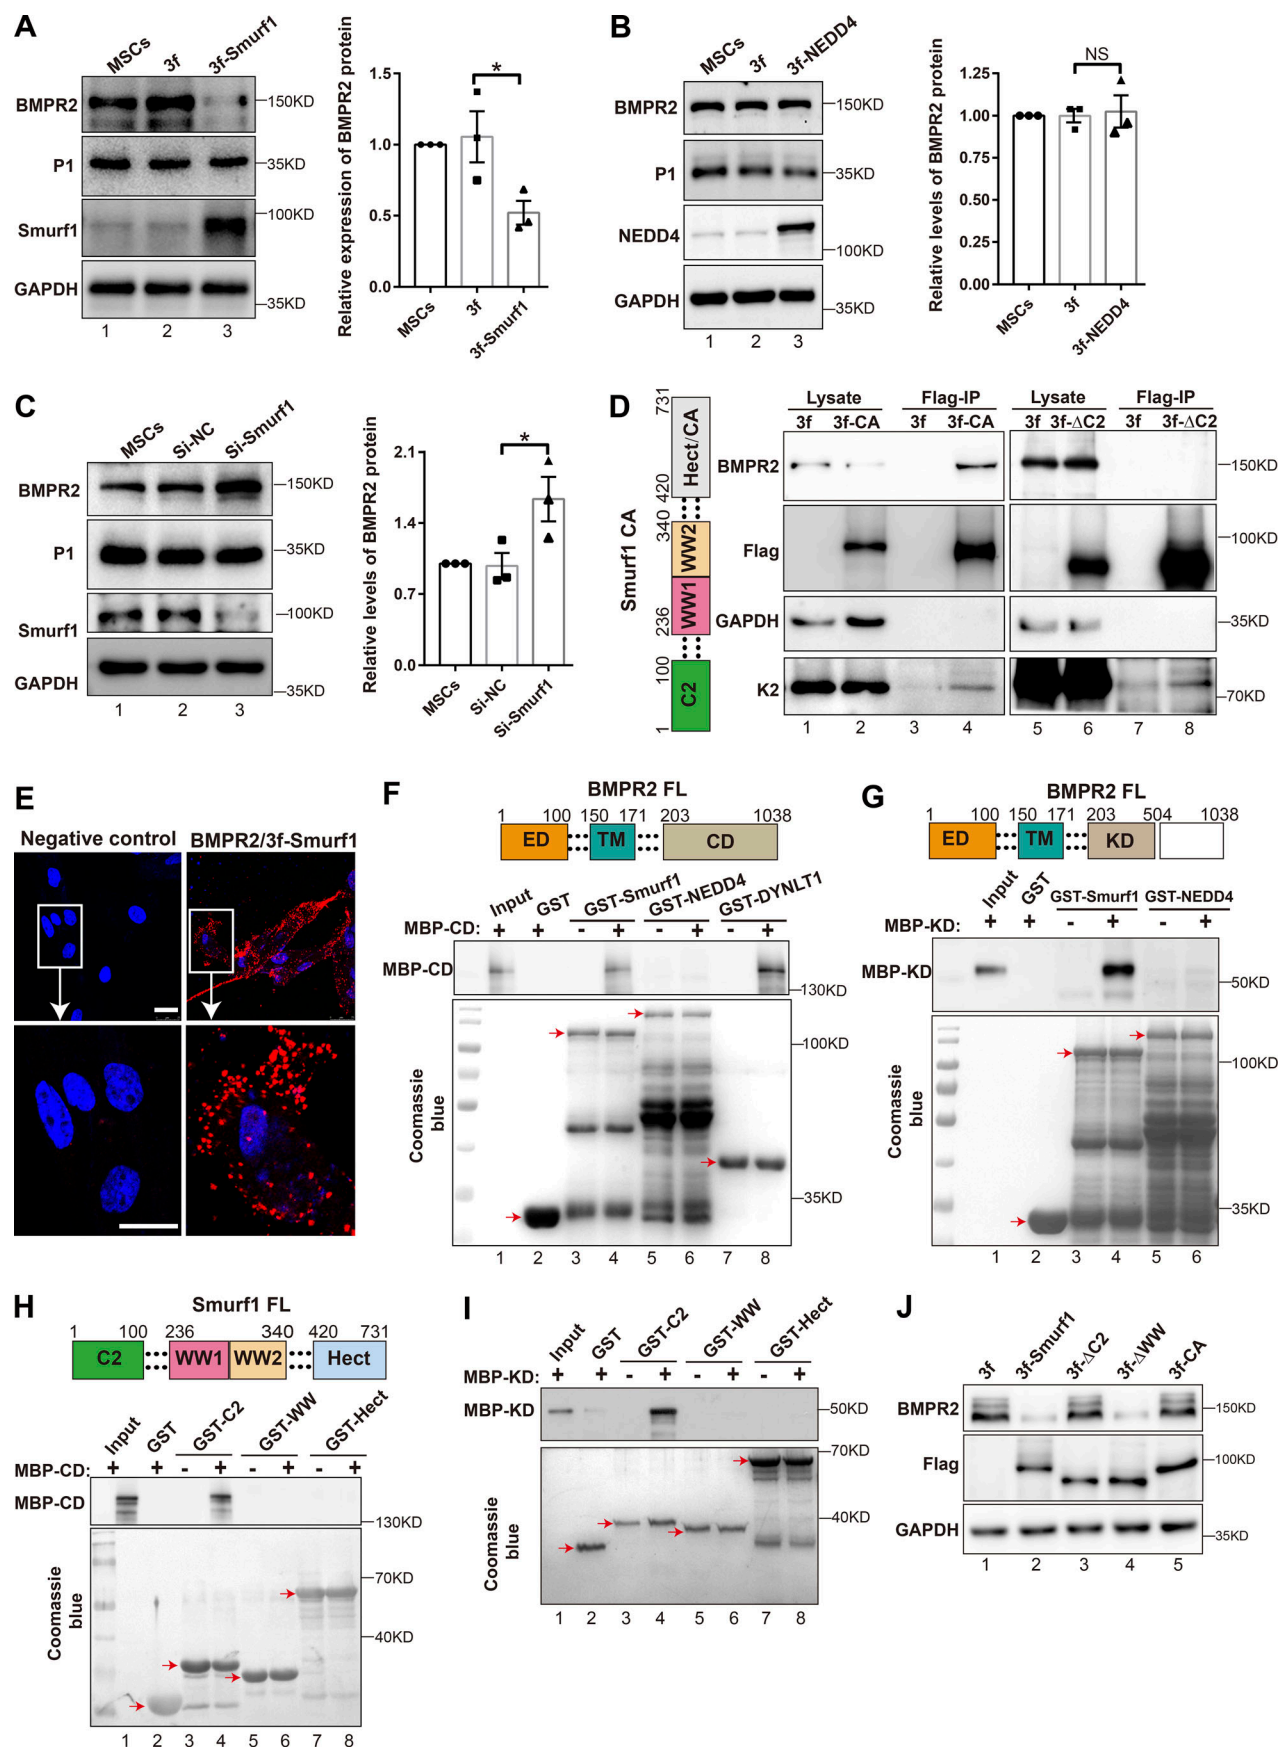 A
MSCs 3f 3f-Smurf1
BMPR2
150KD
P1
35KD
Smurf1
100KD
GAPDH
35KD
1 2 3
Relative expression of BMPR2 protein
1.5
1.0
0.5
0.0
*
MSCs 3f 3f-Smurf1
B
MSCs 3f 3f-NEDD4
BMPR2
150KD
P1
35KD
NEDD4
100KD
GAPDH
35KD
1 2 3
Relative levels of BMPR2 protein
1.25
1.00
0.75
0.50
0.25
0.00
NS
MSCs 3f 3f-NEDD4
C
MSCs Si-NC Si-Smurf1
BMPR2
150KD
P1
35KD
Smurf1
100KD
GAPDH
35KD
1 2 3
Relative levels of BMPR2 protein
2.1
1.4
0.7
0.0
*
MSCs Si-NC Si-Smurf1
D
Smurf1 CA
1 100 236 340 420 731
C2 WW1 WW2 Hect/CA
Lysate Flag-IP Lysate Flag-IP
3f 3f-CA 3f 3f-CA 3f 3f-ΔC2 3f 3f-ΔC2
BMPR2
150KD
Flag
100KD
GAPDH
35KD
K2
70KD
1 2 3 4 5 6 7 8
E
Negative control BMPR2/3f-Smurf1
F
BMPR2 FL
1 100 150 171 203 1038
ED TM CD
Input GST GST-Smurf1 GST-NEDD4 GST-DYNLT1
MBP-CD: + + - + - + - +
MBP-CD
130KD
Coomassie blue
100KD
35KD
1 2 3 4 5 6 7 8
G
BMPR2 FL
1 100 150 171 203 504 1038
ED TM KD
Input GST GST-Smurf1 GST-NEDD4
MBP-KD: + + - + - +
MBP-KD
50KD
Coomassie blue
100KD
35KD
1 2 3 4 5 6
H
Smurf1 FL
1 100 236 340 420 731
C2 WW1 WW2 Hect
Input GST GST-C2 GST-WW GST-Hect
MBP-CD: + + - + - + - +
MBP-CD
130KD
Coomassie blue
70KD
40KD
1 2 3 4 5 6 7 8
I
Input GST GST-C2 GST-WW GST-Hect
MBP-KD: + + - + - + - +
MBP-KD
50KD
Coomassie blue
70KD
40KD
1 2 3 4 5 6 7 8
J
3f 3f-Smurf1 3f-ΔC2 3f-ΔWW 3f-CA
BMPR2
150KD
Flag
100KD
GAPDH
35KD
1 2 3 4 5